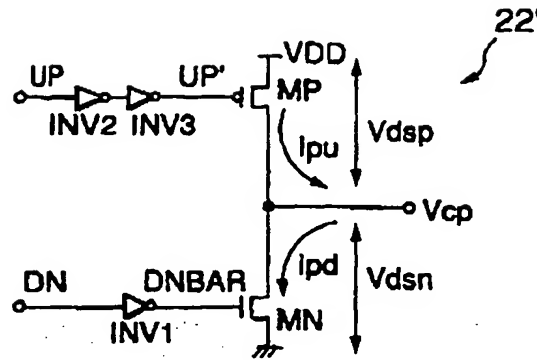 22'
VDD
UP
UP'
MP
INV2
INV3
Ipu
Vdsp
Vcp
DN
DNBAR
Ipd
Vdsn
INV1
MN